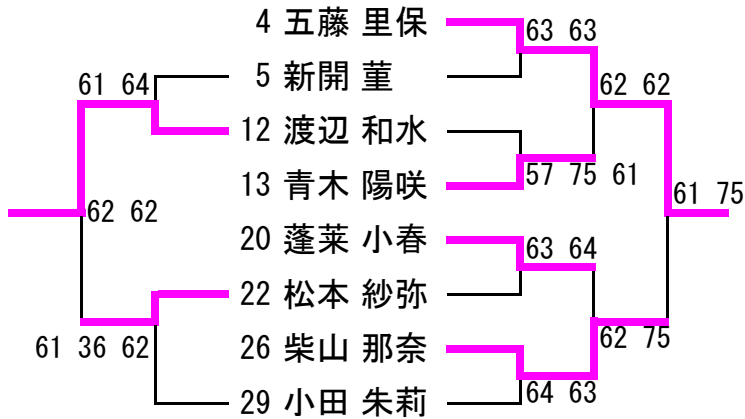 4 五藤 里保
63 63
61 64
5 新開 菫
62 62
12 渡辺 和水
13 青木 陽咲
57 75 61
62 62
61 75
20 蓬莱 小春
63 64
22 松本 紗弥
61 36 62
26 柴山 那奈
62 75
29 小田 朱莉
64 63